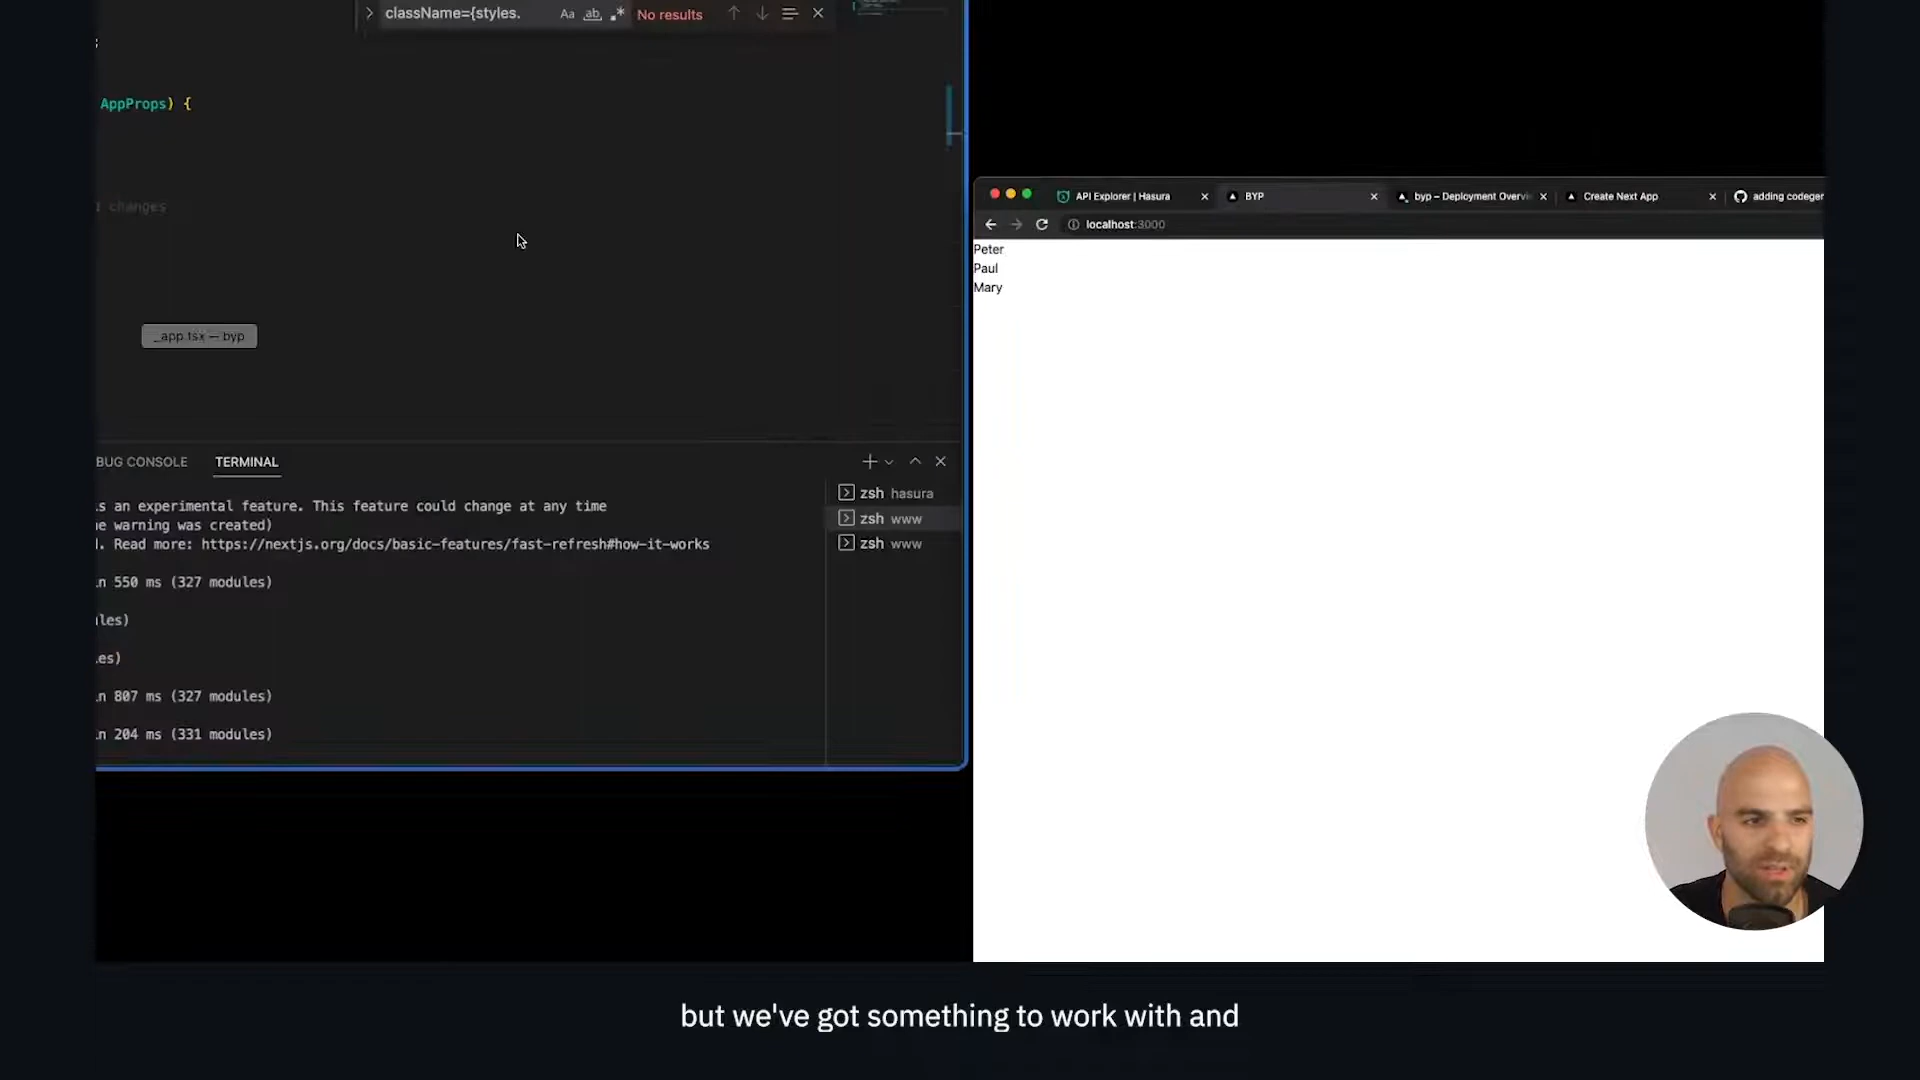 className={styles.
Aa ab .* No results
;
AppProps) {
changes
_app.tsx — byp
BUG CONSOLE TERMINAL
s an experimental feature. This feature could change at any time
e warning was created)
. Read more: https://nextjs.org/docs/basic-features/fast-refresh#how-it-works
n 550 ms (327 modules)
les)
es)
n 807 ms (327 modules)
n 204 ms (331 modules)
zsh hasura
zsh www
zsh www
API Explorer | Hasura
BYP
byp – Deployment Overvi
Create Next App
adding codeger
localhost:3000
Peter
Paul
Mary
but we've got something to work with and